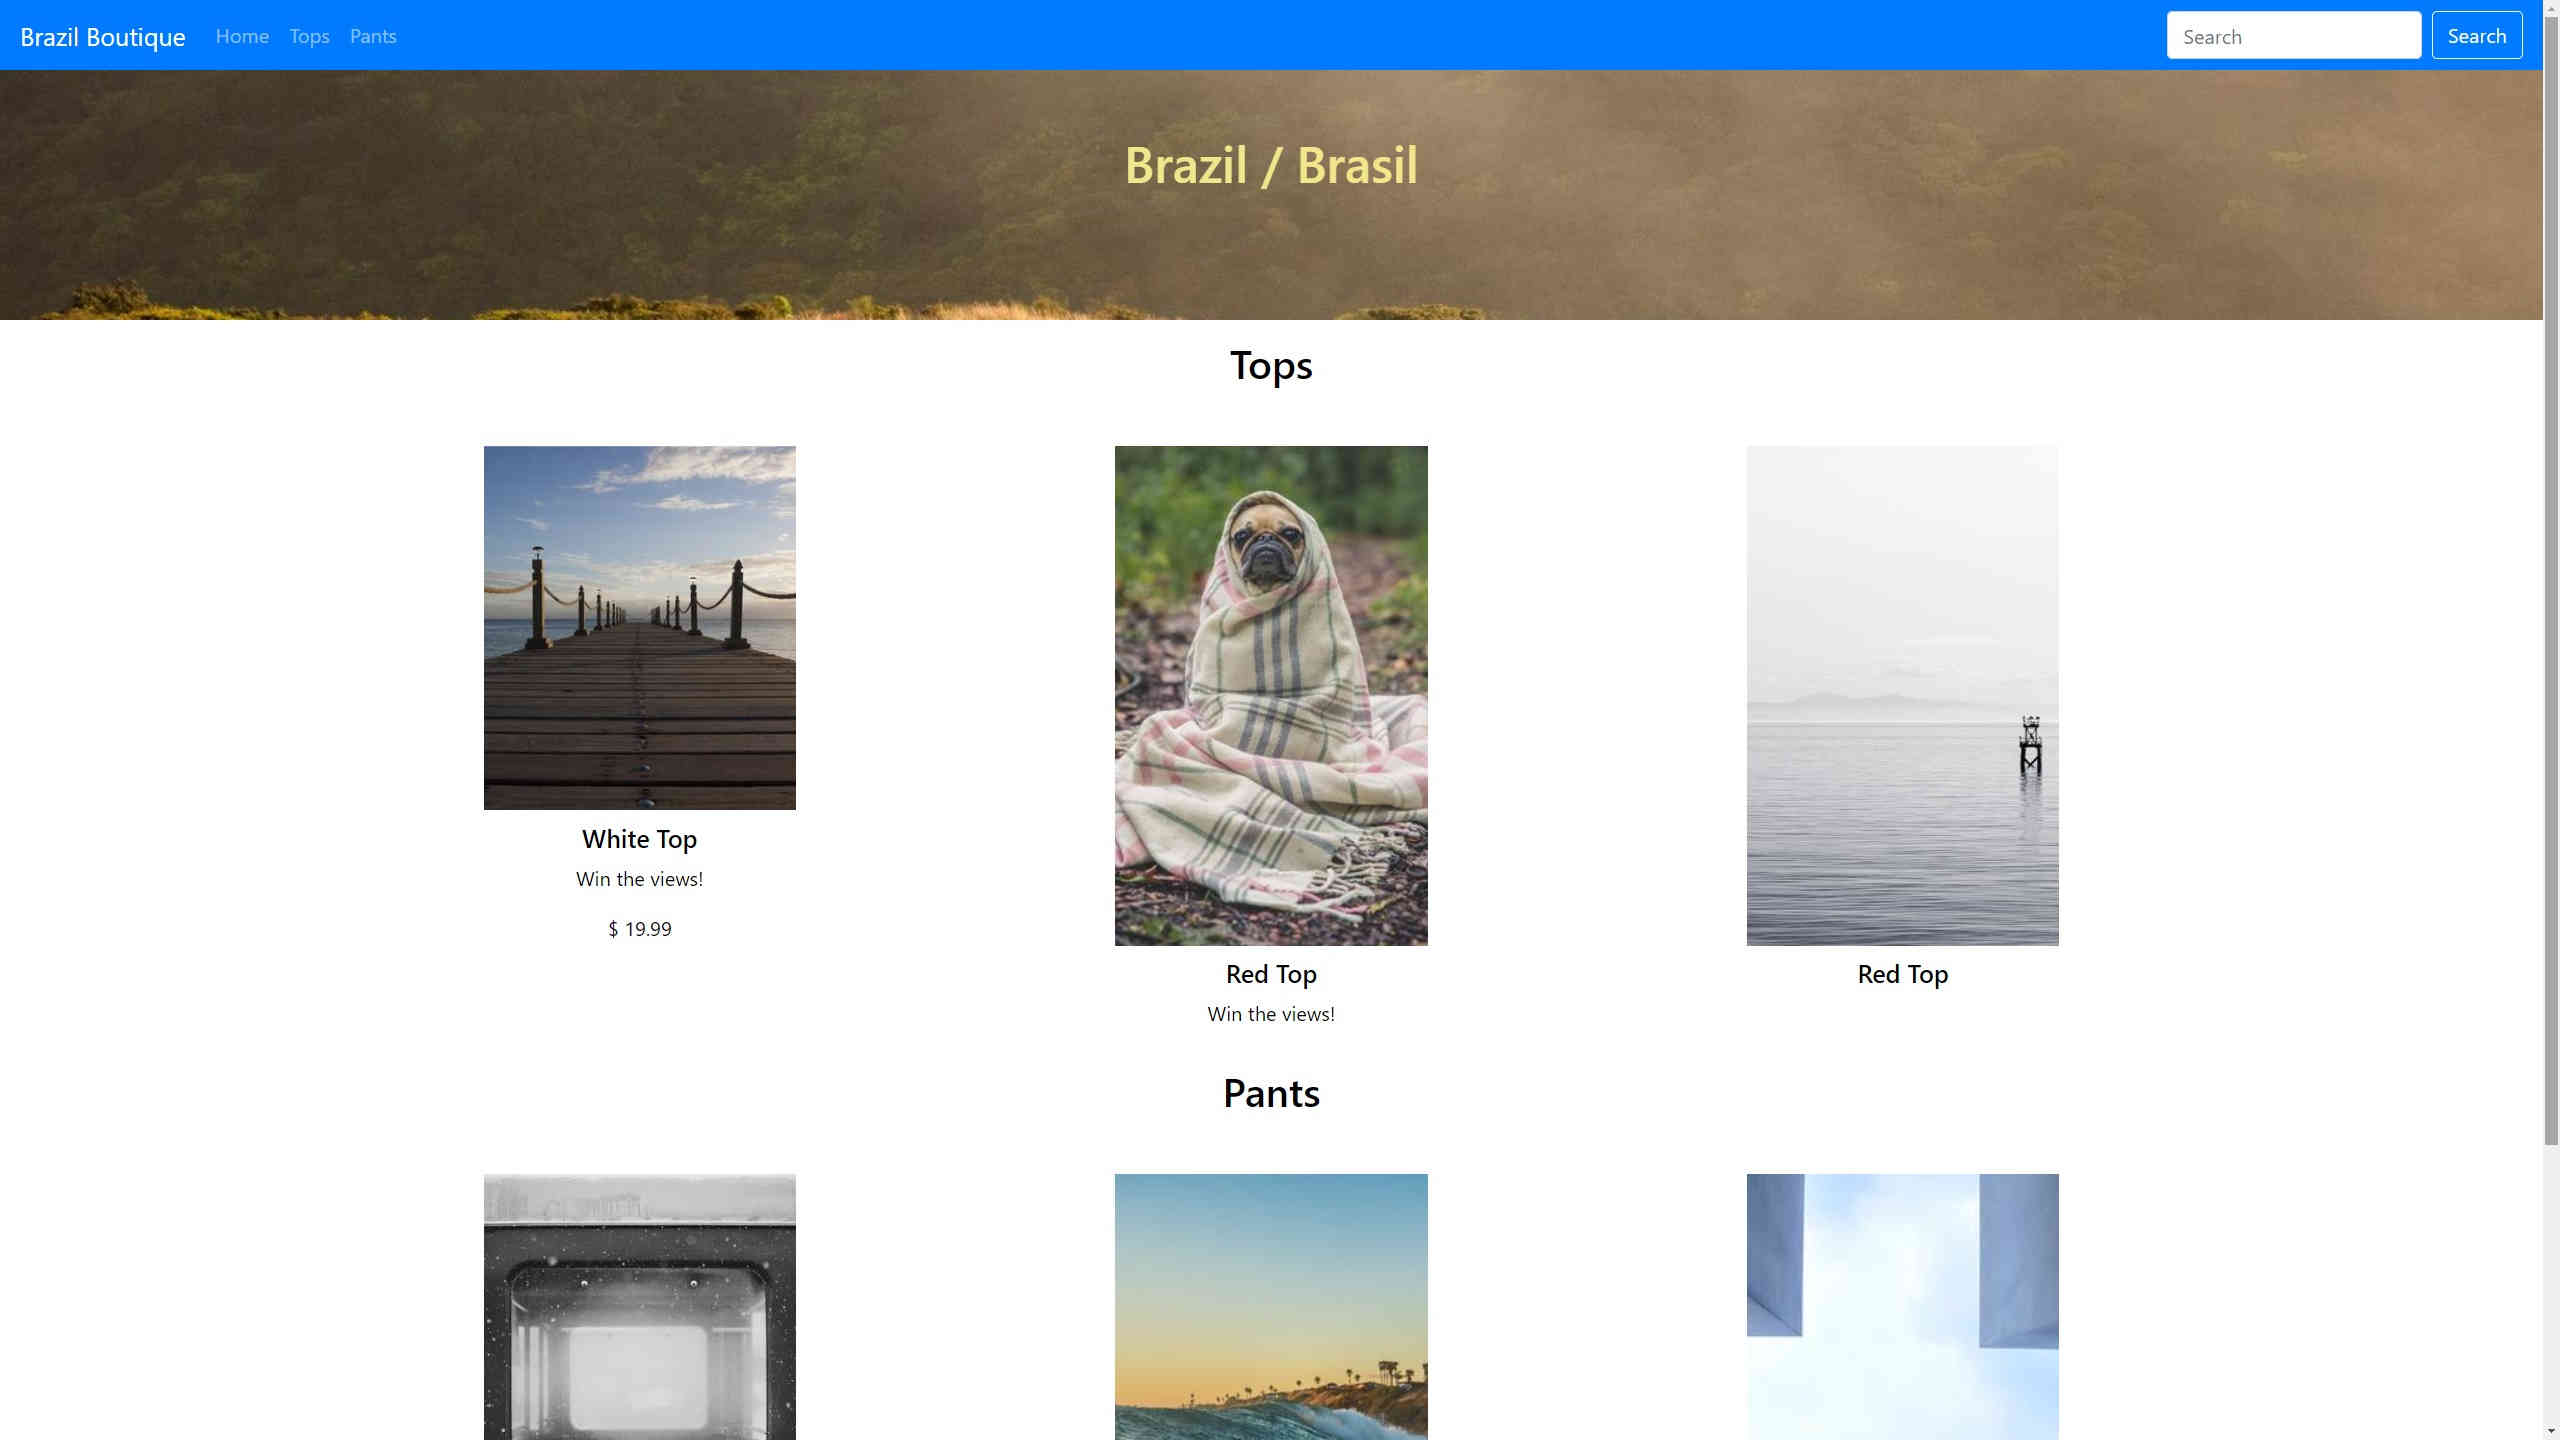 Brazil Boutique Home Tops Pants Search Search
Brazil / Brasil
Tops
White Top
Win the views!
$ 19.99
Red Top
Win the views!
Red Top
Pants